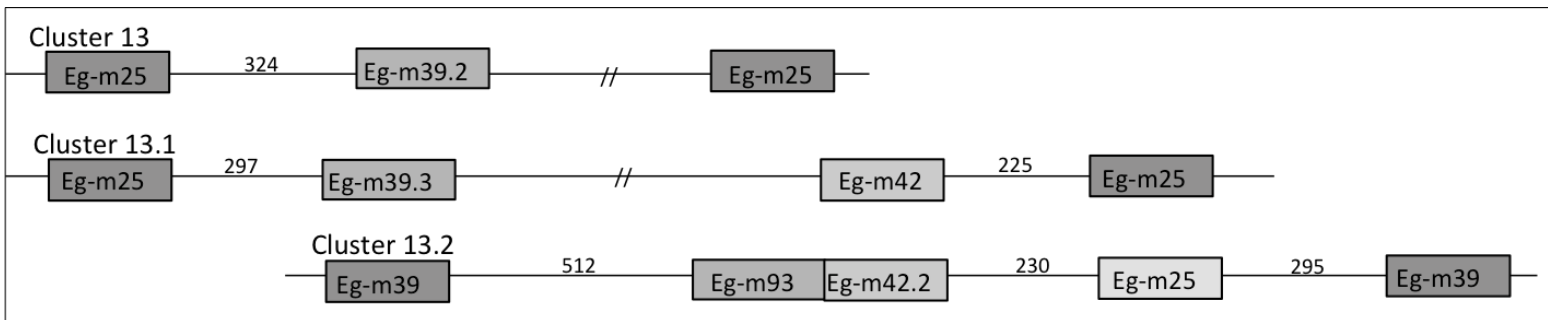 Cluster 13
Eg-m25 324 Eg-m39.2 // Eg-m25
Cluster 13.1
Eg-m25 297 Eg-m39.3 // Eg-m42 225 Eg-m25
Cluster 13.2
Eg-m39 512 Eg-m93 Eg-m42.2 230 Eg-m25 295 Eg-m39